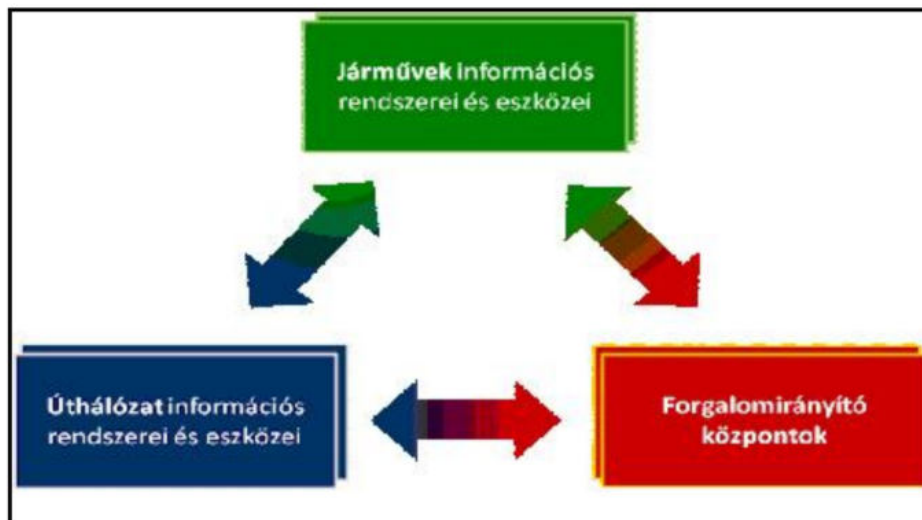 Járművek információs
rendszerei és eszközei
Úthálózat információs
rendszerei és eszközei
Forgalomirányító
központok